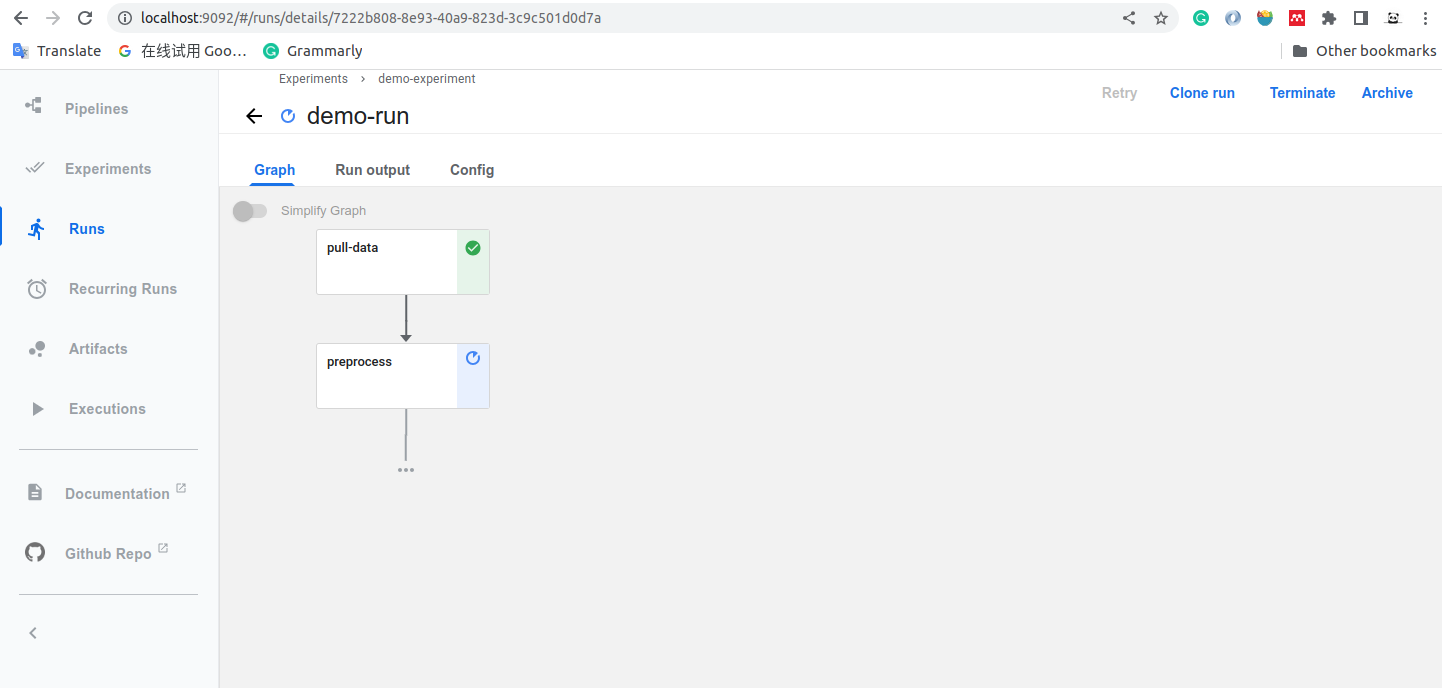 localhost:9092/#/runs/details/7222b808-8e93-40a9-823d-3c9c501d0d7a
Translate
在线试用 Goo…
Grammarly
Other bookmarks
Experiments › demo-experiment
demo-run
Retry
Clone run
Terminate
Archive
Pipelines
Experiments
Runs
Recurring Runs
Artifacts
Executions
Documentation
Github Repo
Graph
Run output
Config
Simplify Graph
pull-data
preprocess